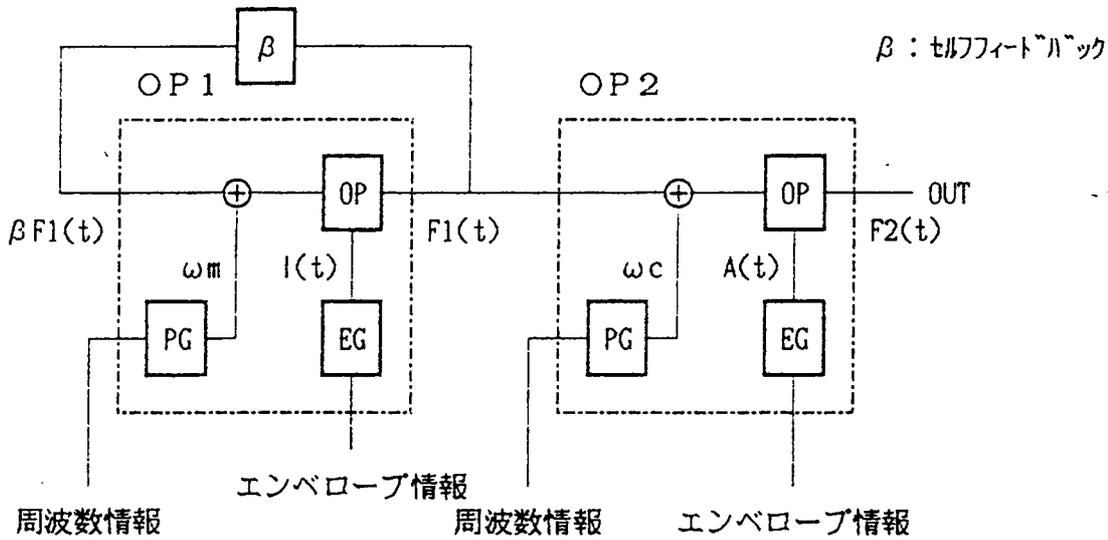 β
β：セルフフィードバック
OP1
OP2
OP
OP
OUT
βF1(t)
F1(t)
F2(t)
ωm
I(t)
ωc
A(t)
PG
EG
PG
EG
エンベロープ情報
周波数情報
周波数情報
エンベロープ情報